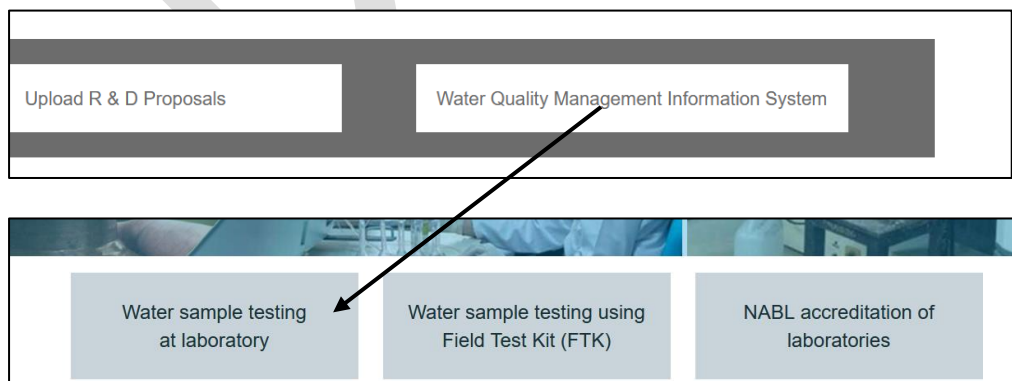 Upload R & D Proposals
Water Quality Management Information System
Water sample testing
at laboratory
Water sample testing using
Field Test Kit (FTK)
NABL accreditation of
laboratories